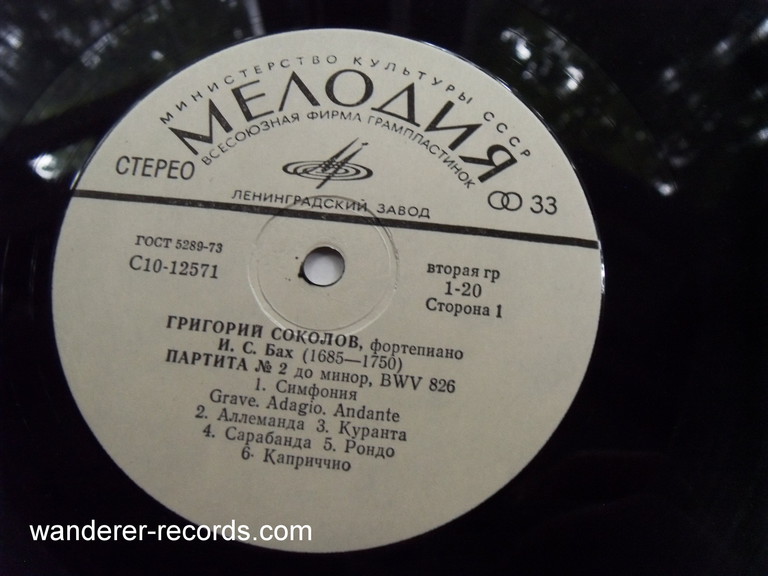 МИНИСТЕРСТВО КУЛЬТУРЫ СССР
МЕЛОДИЯ
ВСЕСОЮЗНАЯ ФИРМА ГРАМПЛАСТИНОК
СТЕРЕО
33
ЛЕНИНГРАДСКИЙ ЗАВОД
ГОСТ 5289-73
С10-12571
вторая гр
1-20
Сторона 1
ГРИГОРИЙ СОКОЛОВ, фортепиано
И. С. Бах (1685—1750)
ПАРТИТА № 2 до минор, BWV 826
1. Симфония
Grave. Adagio. Andante
2. Аллеманда 3. Куранта
4. Сарабанда 5. Рондо
6. Каприччио
wanderer-records.com